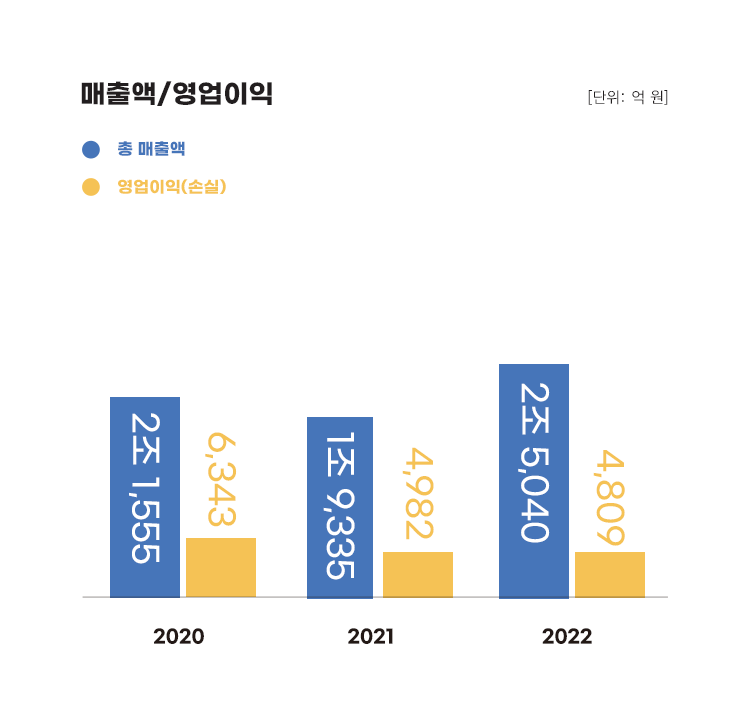 매출액/영업이익
[단위: 억 원]
총 매출액
영업이익(손실)
2조 1,555
6,343
1조 9,335
4,982
2조 5,040
4,809
2020
2021
2022